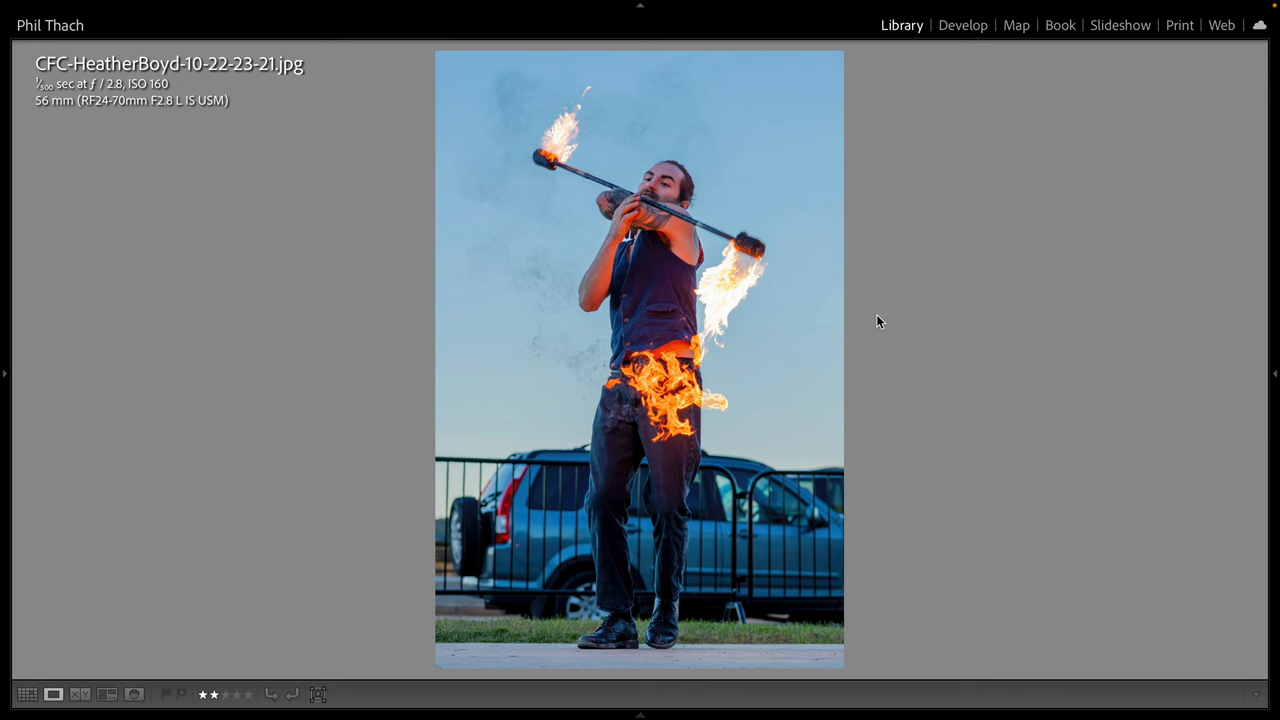 Phil Thach
Library | Develop | Map | Book | Slideshow | Print | Web
CFC-HeatherBoyd-10-22-23-21.jpg
1/500 sec at ƒ / 2.8, ISO 160
56 mm (RF24-70mm F2.8 L IS USM)
XY